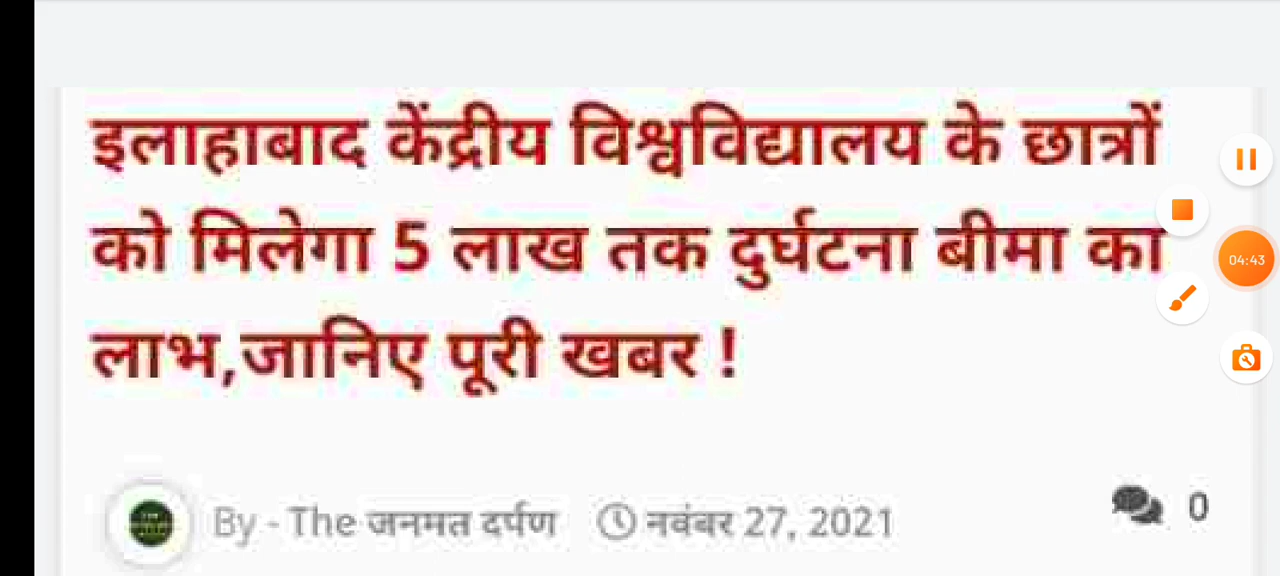 इलाहाबाद केंद्रीय विश्वविद्यालय के छात्रों
को मिलेगा 5 लाख तक दुर्घटना बीमा का
लाभ,जानिए पूरी खबर !
By - The जनमत दर्पण नवंबर 27, 2021 0
04:43